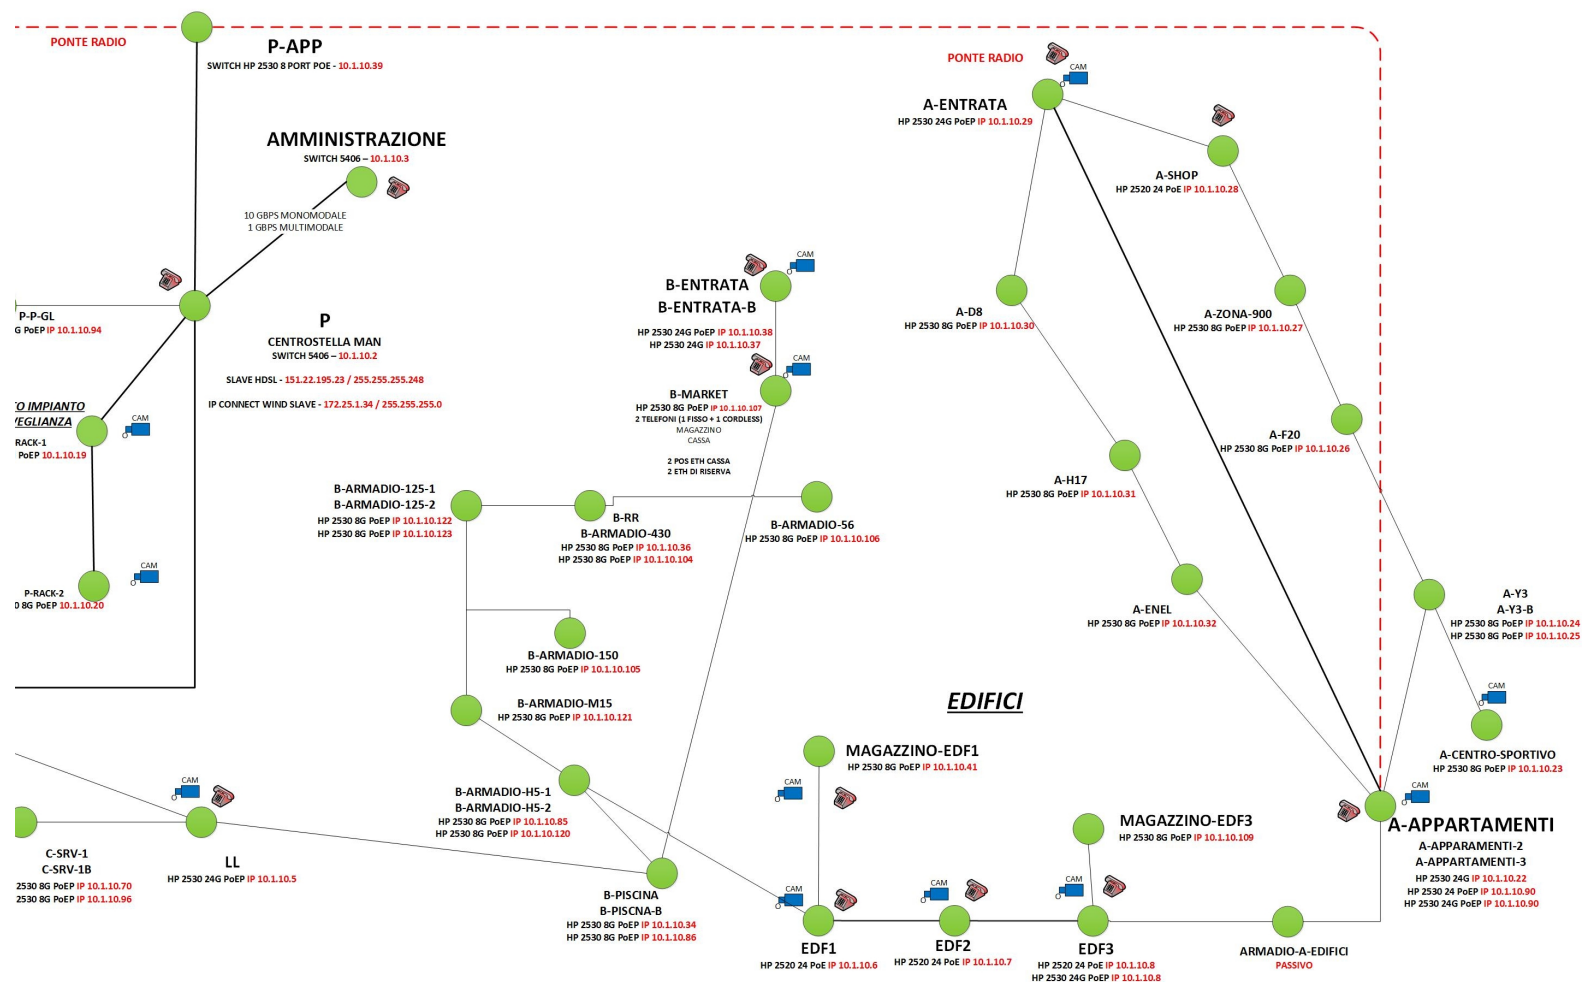 PONTE RADIO
P-APP
SWITCH HP 2530 8 PORT POE - 10.1.10.39
AMMINISTRAZIONE
SWITCH 5406 – 10.1.10.3
10 GBPS MONOMODALE
1 GBPS MULTIMODALE
P-P-GL
G PoEP IP 10.1.10.94
P
CENTROSTELLA MAN
SWITCH 5406 – 10.1.10.2
SLAVE HDSL - 151.22.195.23 / 255.255.255.248
IP CONNECT WIND SLAVE - 172.25.1.34 / 255.255.255.0
O IMPIANTO
VEGLIANZA
CAM
RACK-1
PoEP 10.1.10.19
CAM
P-RACK-2
8G PoEP 10.1.10.20
CAM
B-ENTRATA
B-ENTRATA-B
HP 2530 24G PoEP IP 10.1.10.38
HP 2530 24G IP 10.1.10.37
CAM
B-MARKET
HP 2530 8G PoEP IP 10.1.10.107
2 TELEFONI (1 FISSO + 1 CORDLESS)
MAGAZZINO
CASSA
2 POS ETH CASSA
2 ETH DI RISERVA
B-ARMADIO-125-1
B-ARMADIO-125-2
HP 2530 8G PoEP IP 10.1.10.122
HP 2530 8G PoEP IP 10.1.10.123
B-RR
B-ARMADIO-430
HP 2530 8G PoEP IP 10.1.10.36
HP 2530 8G PoEP IP 10.1.10.104
B-ARMADIO-56
HP 2530 8G PoEP IP 10.1.10.106
B-ARMADIO-150
HP 2530 8G PoEP IP 10.1.10.105
B-ARMADIO-M15
HP 2530 8G PoEP IP 10.1.10.121
B-ARMADIO-H5-1
B-ARMADIO-H5-2
HP 2530 8G PoEP IP 10.1.10.85
HP 2530 8G PoEP IP 10.1.10.120
CAM
LL
HP 2530 24G PoEP IP 10.1.10.5
C-SRV-1
C-SRV-1B
2530 8G PoEP IP 10.1.10.70
2530 8G PoEP IP 10.1.10.96
B-PISCINA
B-PISCNA-B
HP 2530 8G PoEP IP 10.1.10.34
HP 2530 8G PoEP IP 10.1.10.86
PONTE RADIO
CAM
A-ENTRATA
HP 2530 24G PoEP IP 10.1.10.29
A-SHOP
HP 2520 24 PoE IP 10.1.10.28
A-D8
HP 2530 8G PoEP IP 10.1.10.30
A-ZONA-900
HP 2530 8G PoEP IP 10.1.10.27
A-F20
HP 2530 8G PoEP IP 10.1.10.26
A-H17
HP 2530 8G PoEP IP 10.1.10.31
A-ENEL
HP 2530 8G PoEP IP 10.1.10.32
A-Y3
A-Y3-B
HP 2530 8G PoEP IP 10.1.10.24
HP 2530 8G PoEP IP 10.1.10.25
CAM
A-CENTRO-SPORTIVO
HP 2530 8G PoEP IP 10.1.10.23
CAM
A-APPARTAMENTI
A-APPARAMENTI-2
A-APPARTAMENTI-3
HP 2530 24G IP 10.1.10.22
HP 2530 24 PoEP IP 10.1.10.90
HP 2530 24G PoEP IP 10.1.10.90
EDIFICI
MAGAZZINO-EDF1
HP 2530 8G PoEP IP 10.1.10.41
CAM
MAGAZZINO-EDF3
HP 2530 8G PoEP IP 10.1.10.109
CAM
EDF1
HP 2520 24 PoE IP 10.1.10.6
CAM
EDF2
HP 2520 24 PoE IP 10.1.10.7
CAM
EDF3
HP 2520 24 PoE IP 10.1.10.8
HP 2530 24G PoEP IP 10.1.10.8
ARMADIO-A-EDIFICI
PASSIVO